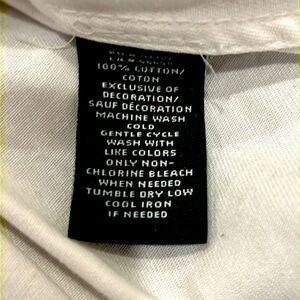 100% COTTON/
COTON
EXCLUSIVE OF
DECORATION/
SAUF DÉCORATION
MACHINE WASH
COLD
GENTLE CYCLE
WASH WITH
LIKE COLORS
ONLY NON-
CHLORINE BLEACH
WHEN NEEDED
TUMBLE DRY LOW
COOL IRON
IF NEEDED